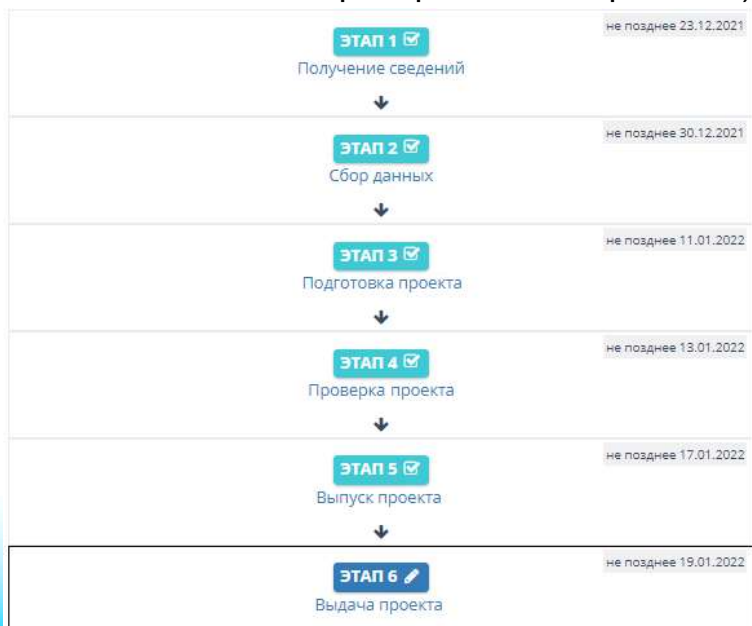 не позднее 23.12.2021
ЭТАП 1
Получение сведений
не позднее 30.12.2021
ЭТАП 2
Сбор данных
не позднее 11.01.2022
ЭТАП 3
Подготовка проекта
не позднее 13.01.2022
ЭТАП 4
Проверка проекта
не позднее 17.01.2022
ЭТАП 5
Выпуск проекта
не позднее 19.01.2022
ЭТАП 6
Выдача проекта